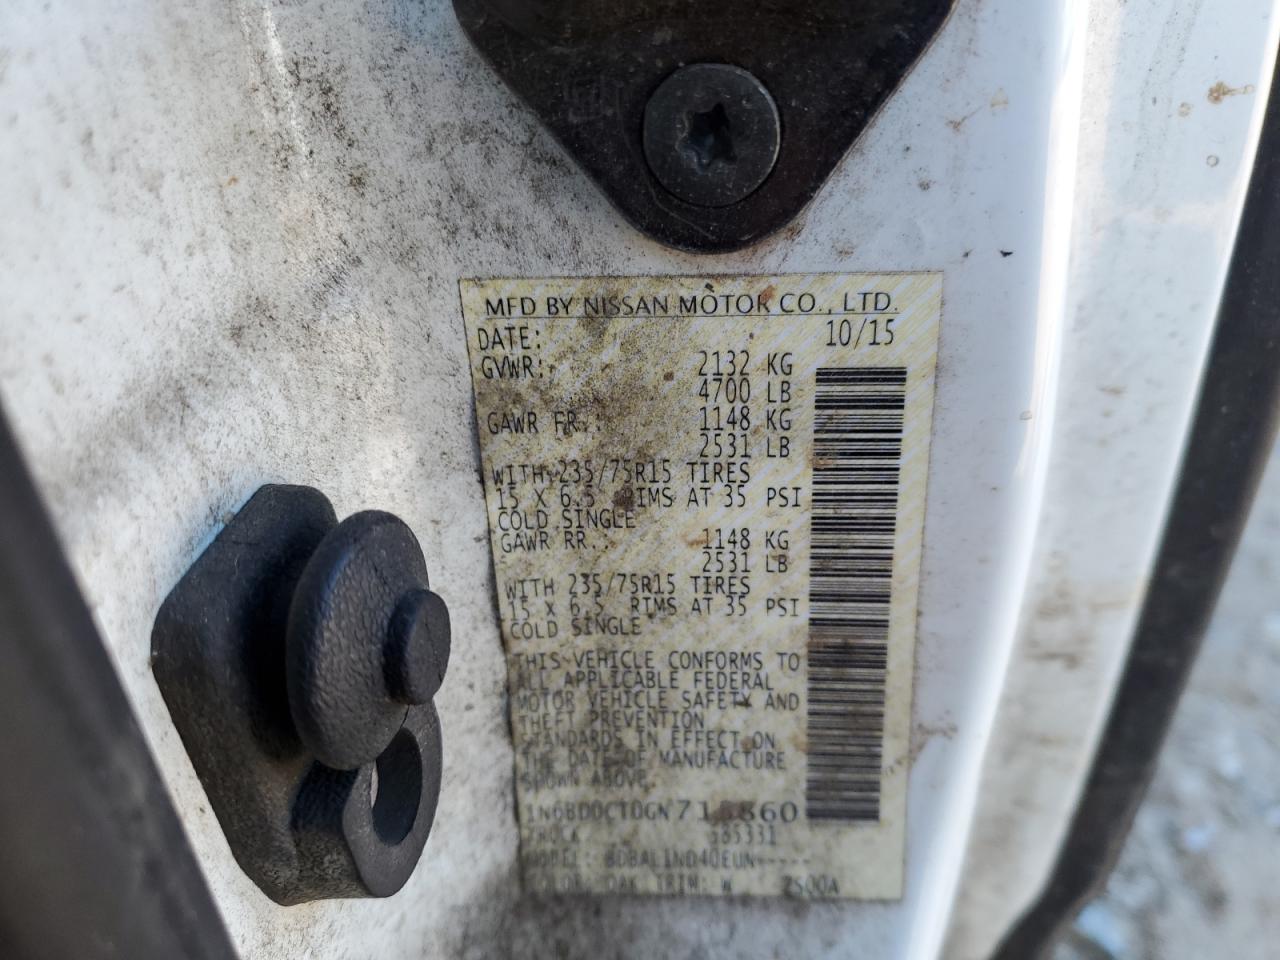 MFD BY NISSAN MOTOR CO., LTD.
DATE: 10/15
GVWR: 2132 KG
4700 LB
GAWR FR.: 1148 KG
2531 LB
WITH 235/75R15 TIRES
15 X 6.5 RIMS AT 35 PSI
COLD SINGLE
GAWR RR.: 1148 KG
2531 LB
WITH 235/75R15 TIRES
15 X 6.5 RIMS AT 35 PSI
COLD SINGLE
THIS VEHICLE CONFORMS TO
ALL APPLICABLE FEDERAL
MOTOR VEHICLE SAFETY AND
THEFT PREVENTION
STANDARDS IN EFFECT ON
THE DATE OF MANUFACTURE
SHOWN ABOVE.
TRUCK
MODEL:
COLOR: QAK TRIM: W